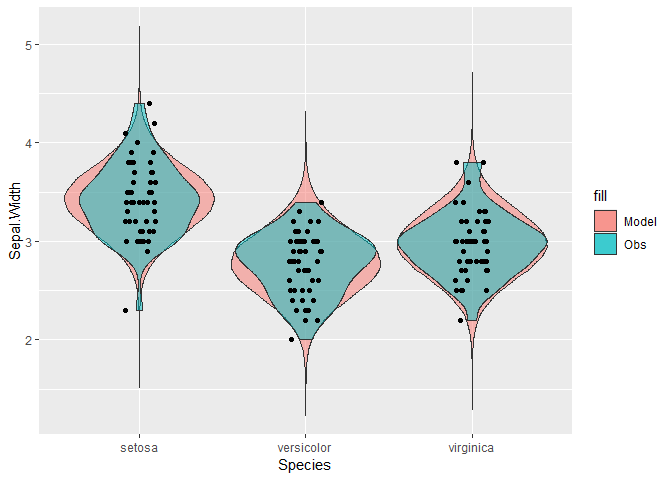 5
4
3
2
Sepal.Width
setosa versicolor virginica
Species
fill
Model
Obs